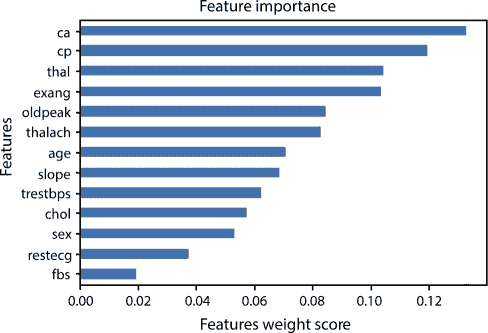 Feature importance
Features
ca
cp
thal
exang
oldpeak
thalach
age
slope
trestbps
chol
sex
restecg
fbs
0.00 0.02 0.04 0.06 0.08 0.10 0.12
Features weight score